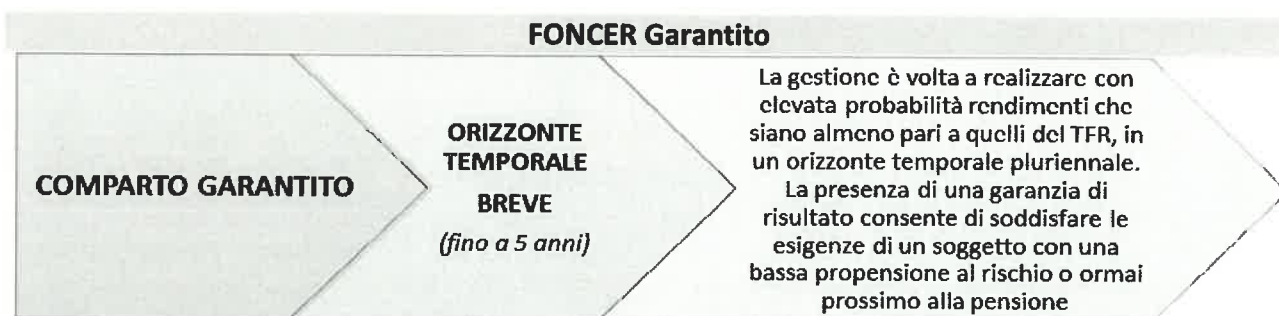 FONCER Garantito
COMPARTO GARANTITO
ORIZZONTE
TEMPORALE
BREVE
(fino a 5 anni)
La gestione è volta a realizzare con
elevata probabilità rendimenti che
siano almeno pari a quelli del TFR, in
un orizzonte temporale pluriennale.
La presenza di una garanzia di
risultato consente di soddisfare le
esigenze di un soggetto con una
bassa propensione al rischio o ormai
prossimo alla pensione